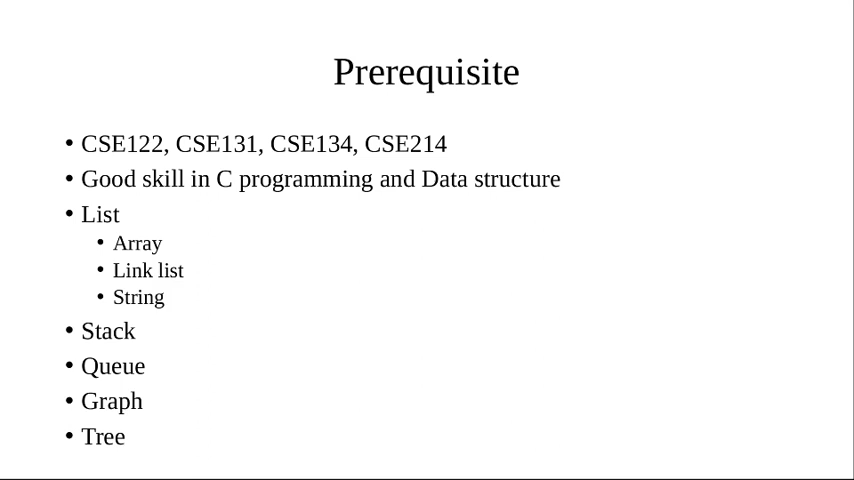 Prerequisite
• CSE122, CSE131, CSE134, CSE214
• Good skill in C programming and Data structure
• List
• Array
• Link list
• String
• Stack
• Queue
• Graph
• Tree